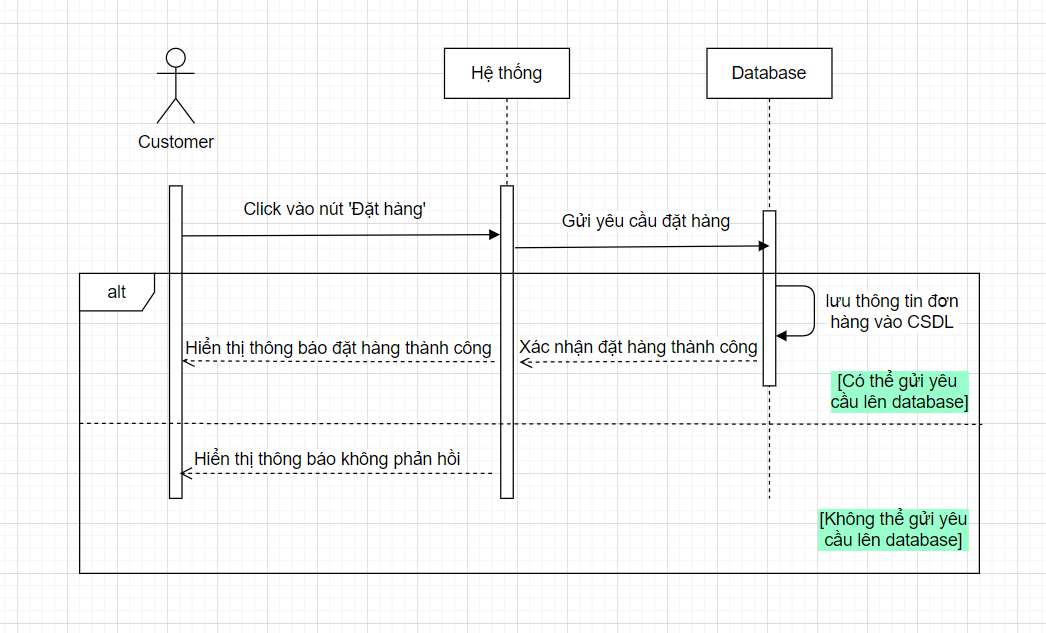 Hệ thống
Database
Customer
Click vào nút 'Đặt hàng'
Gửi yêu cầu đặt hàng
alt
lưu thông tin đơn
hàng vào CSDL
Hiển thị thông báo đặt hàng thành công
Xác nhận đặt hàng thành công
[Có thể gửi yêu
cầu lên database]
Hiển thị thông báo không phản hồi
[Không thể gửi yêu
cầu lên database]